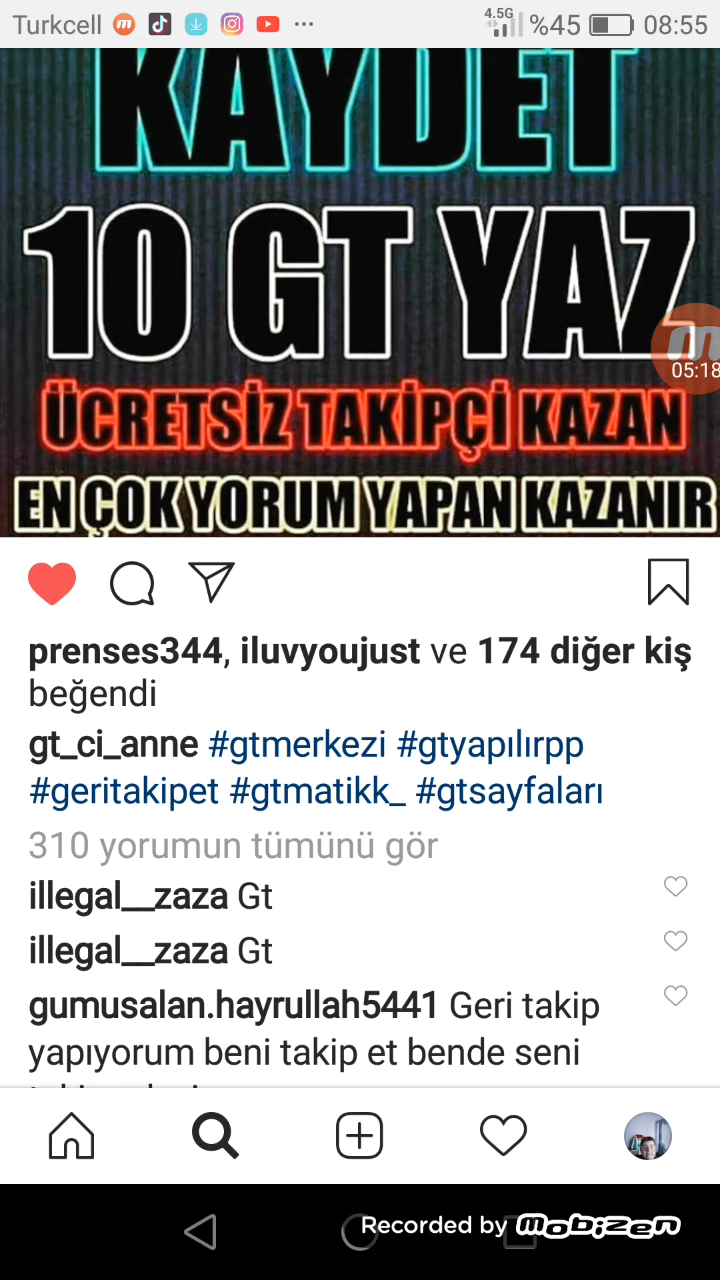 Turkcell 4.5G %45 08:55
KAYDET
10 GT YAZ
05:18
ÜCRETSİZ TAKİPÇİ KAZAN
EN ÇOK YORUM YAPAN KAZANIR
prenses344, iluvyoujust ve 174 diğer kiş
beğendi
gt_ci_anne #gtmerkezi #gtyapılırpp
#geritakipet #gtmatikk_ #gtsayfaları
310 yorumun tümünü gör
illegal__zaza Gt
illegal__zaza Gt
gumusalan.hayrullah5441 Geri takip
yapıyorum beni takip et bende seni
Recorded by mobizen